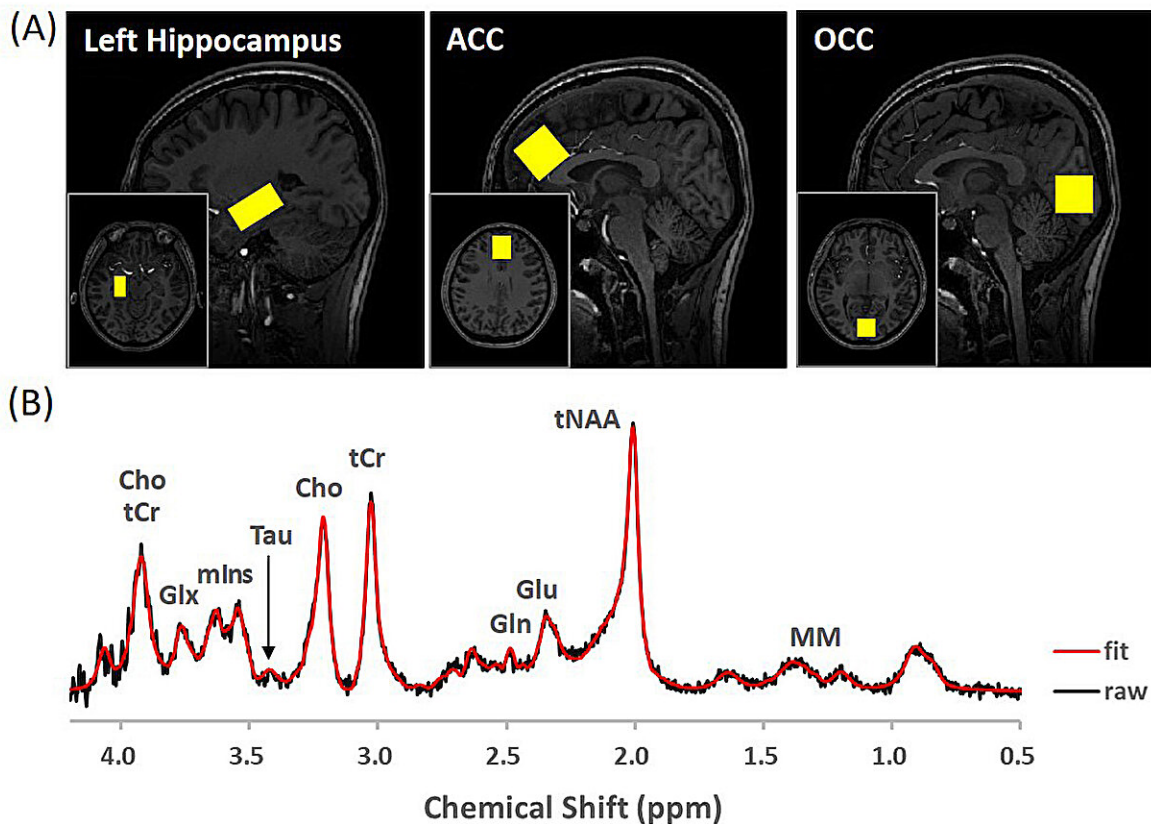 (A)
Left Hippocampus
ACC
OCC
(B)
Cho
tCr
Glx
mIns
Tau
Cho
tCr
Gln
Glu
tNAA
MM
fit
raw
4.0 3.5 3.0 2.5 2.0 1.5 1.0 0.5
Chemical Shift (ppm)